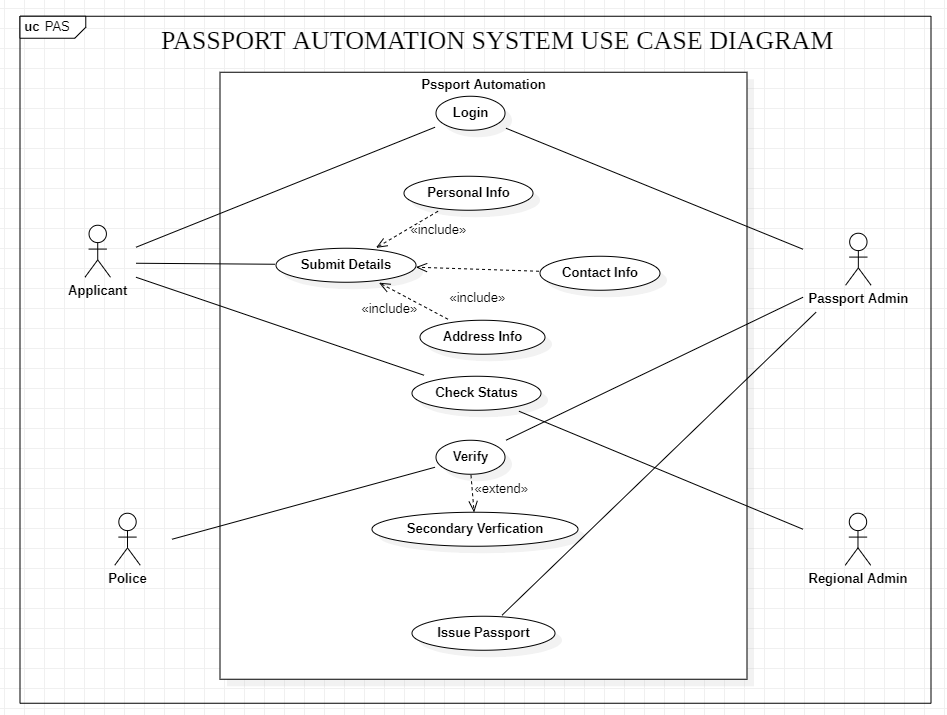 uc PAS
PASSPORT AUTOMATION SYSTEM USE CASE DIAGRAM
Pssport Automation
Login
Personal Info
«include»
Submit Details
Contact Info
Applicant
Passport Admin
«include»
«include»
Address Info
Check Status
Verify
«extend»
Secondary Verfication
Police
Regional Admin
Issue Passport